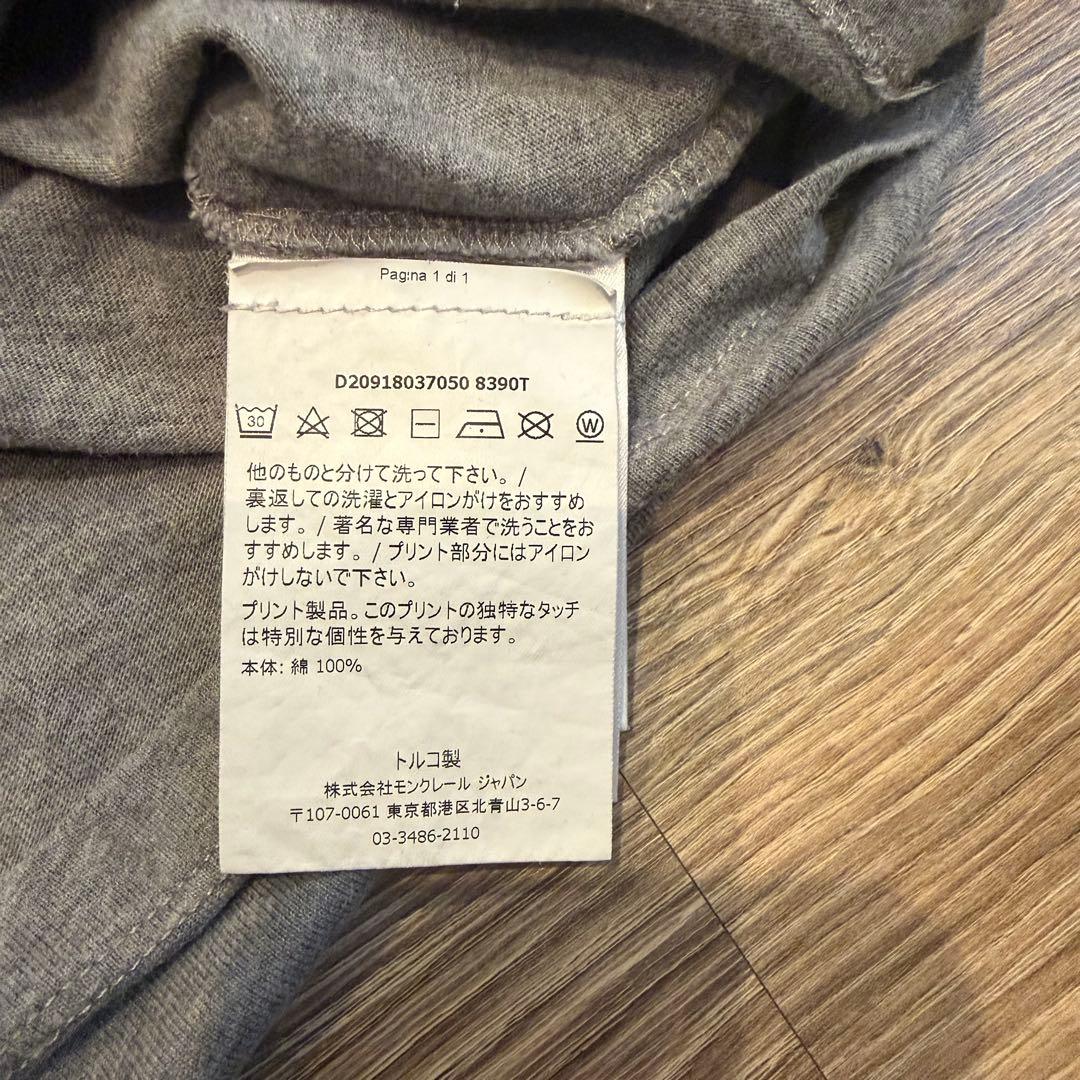 Pagina 1 di 1
D20918037050 8390T
30 W
他のものと分けて洗って下さい。/
裏返しての洗濯とアイロンがけをおすすめ
します。/ 著名な専門業者で洗うことをお
すすめします。/ プリント部分にはアイロン
がけしないで下さい。
プリント製品。このプリントの独特なタッチ
は特別な個性を与えております。
本体: 綿 100%
トルコ製
株式会社モンクレール ジャパン
〒107-0061 東京都港区北青山3-6-7
03-3486-2110